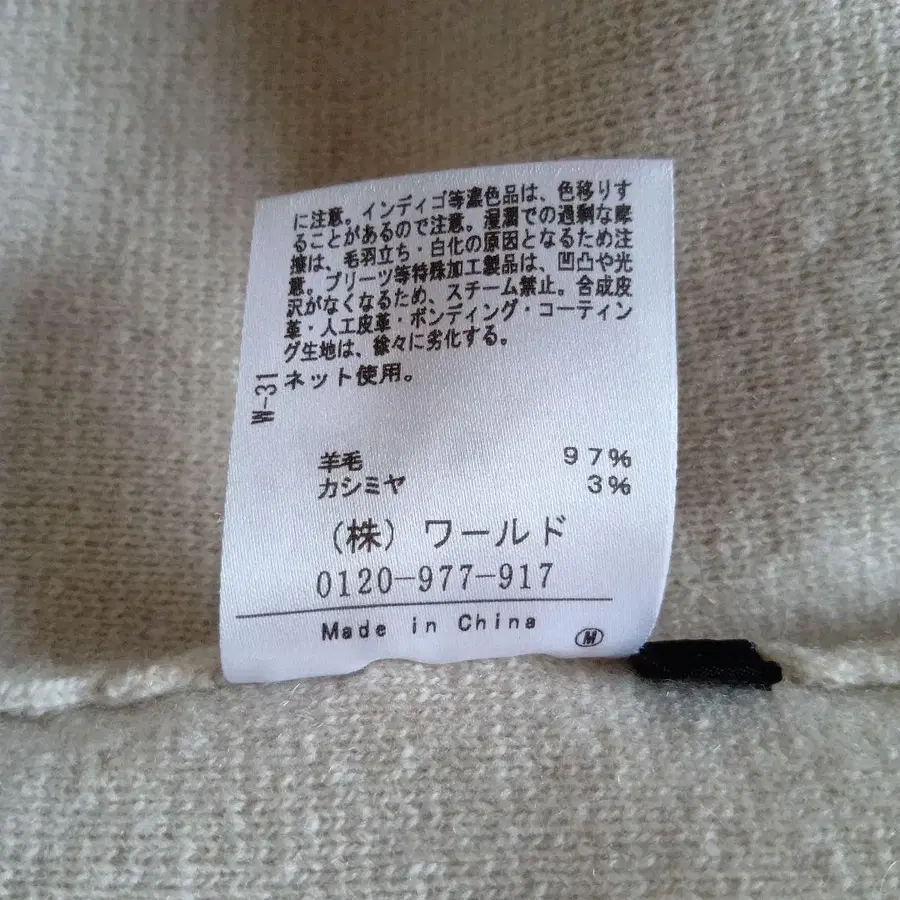 に注意。インディゴ等濃色品は、色移りす
ることがあるので注意。湿潤での過剰な摩
擦は、毛羽立ち・白化の原因となるため注
意。プリーツ等特殊加工製品は、凹凸や光
沢がなくなるため、スチーム禁止。合成皮
革・人工皮革・ボンディング・コーティン
グ生地は、徐々に劣化する。
ネット使用。
W-31
羊毛 97%
カシミヤ 3%
(株) ワールド
0120-977-917
Made in China
M